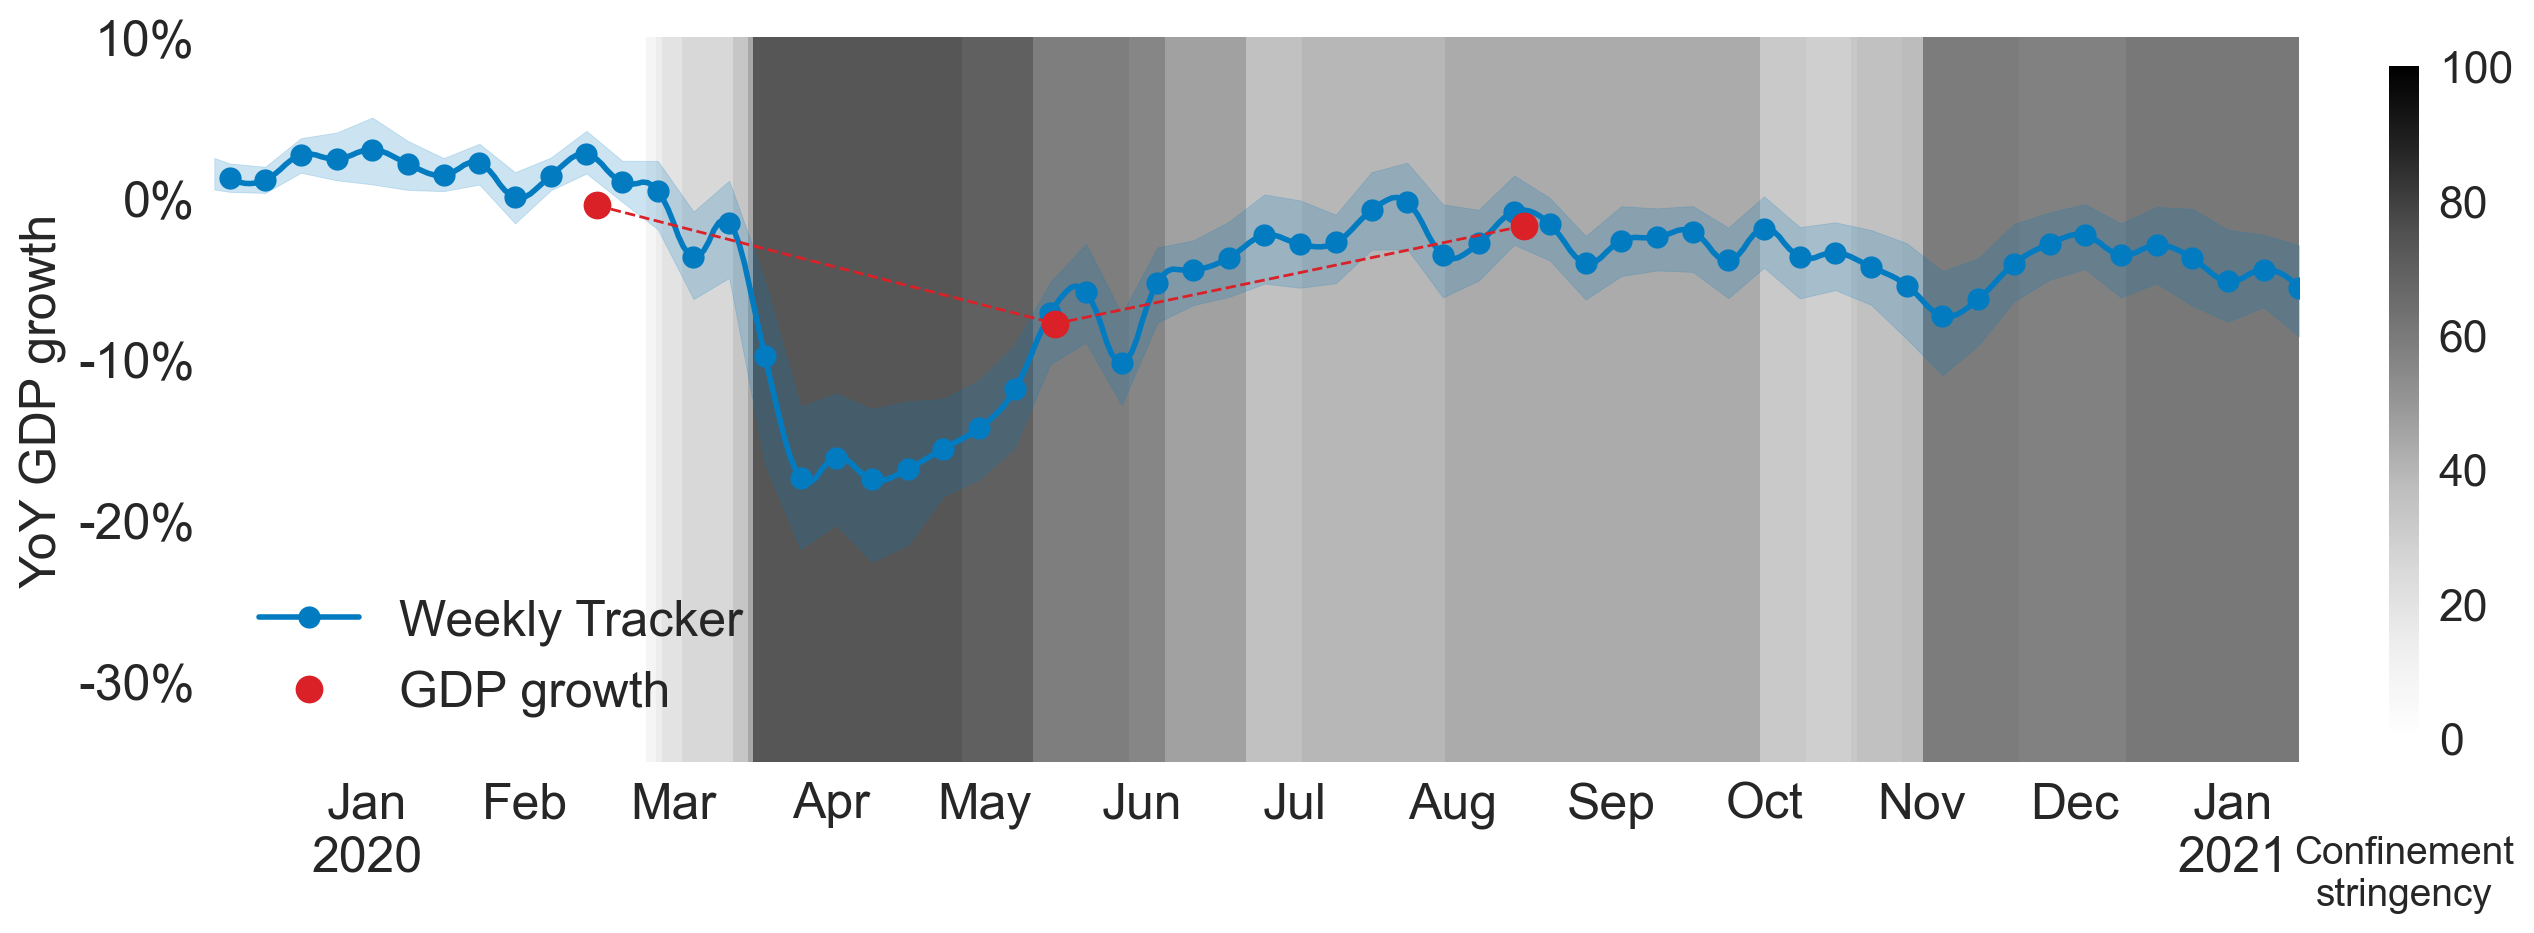 10%
0%
-10%
-20%
-30%
YoY GDP growth
Weekly Tracker
GDP growth
Jan Feb Mar Apr May Jun Jul Aug Sep Oct Nov Dec Jan
2020 2021
100
80
60
40
20
0
Confinement
stringency